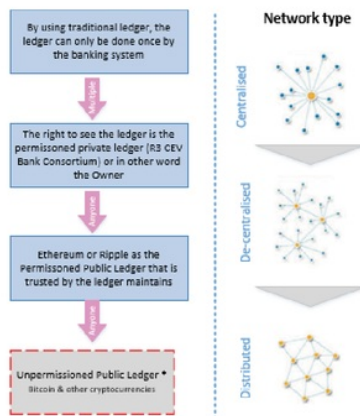 By using traditional ledger, the
ledger can only be done once by
the banking system
Multiple
The right to see the ledger is the
permissoned private ledger (R3 CEV
Bank Consortium) or in other word
the Owner
Anyone
Ethereum or Ripple as the
Permissoned Public Ledger that is
trusted by the ledger maintains
Anyone
Unpermissioned Public Ledger *
Bitcoin & other cryptocurrencies
Network type
Centralised
De-centralised
Distributed